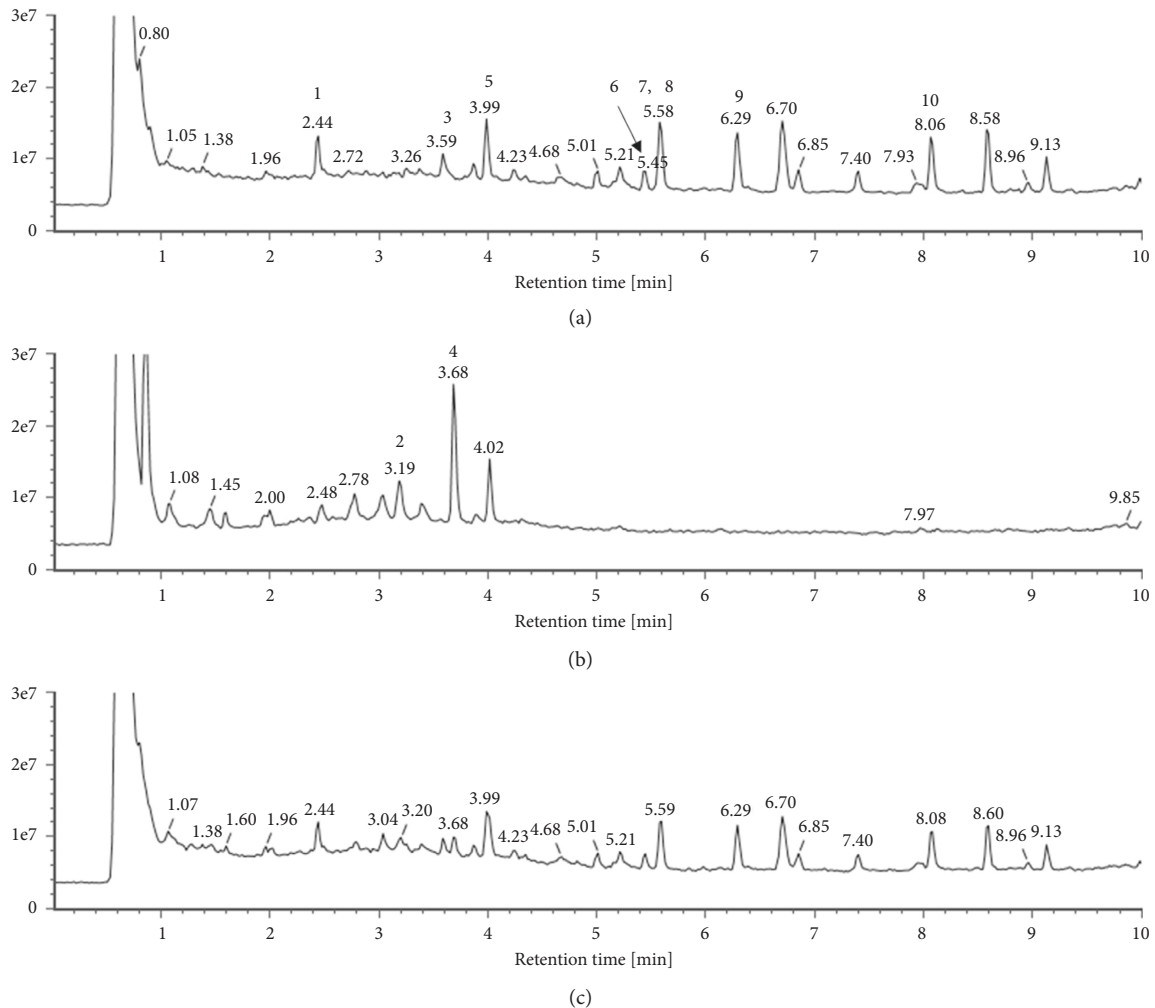 3e7
0.80
2e7
6 7, 8
5
1 9 10
3
3.99 5.58 6.29 6.70 8.06 8.58
2.44
3.59
1.05 1.38 1.96 2.72 3.26 4.23 4.68 5.01 5.21 5.45 6.85 7.40 7.93 8.96 9.13
1e7
0
1 2 3 4 5 6 7 8 9 10
Retention time [min]
(a)
3e7
4
3.68
2e7
2
3.19 4.02
1.08 1.45 2.00 2.48 2.78
1e7
7.97 9.85
0
1 2 3 4 5 6 7 8 9 10
Retention time [min]
(b)
3e7
2e7
1.07 1.38 1.60 1.96 2.44 3.04 3.20 3.68 3.99 4.23 4.68 5.01 5.21 5.59 6.29 6.70 6.85 7.40 8.08 8.60 8.96 9.13
1e7
0
1 2 3 4 5 6 7 8 9 10
Retention time [min]
(c)